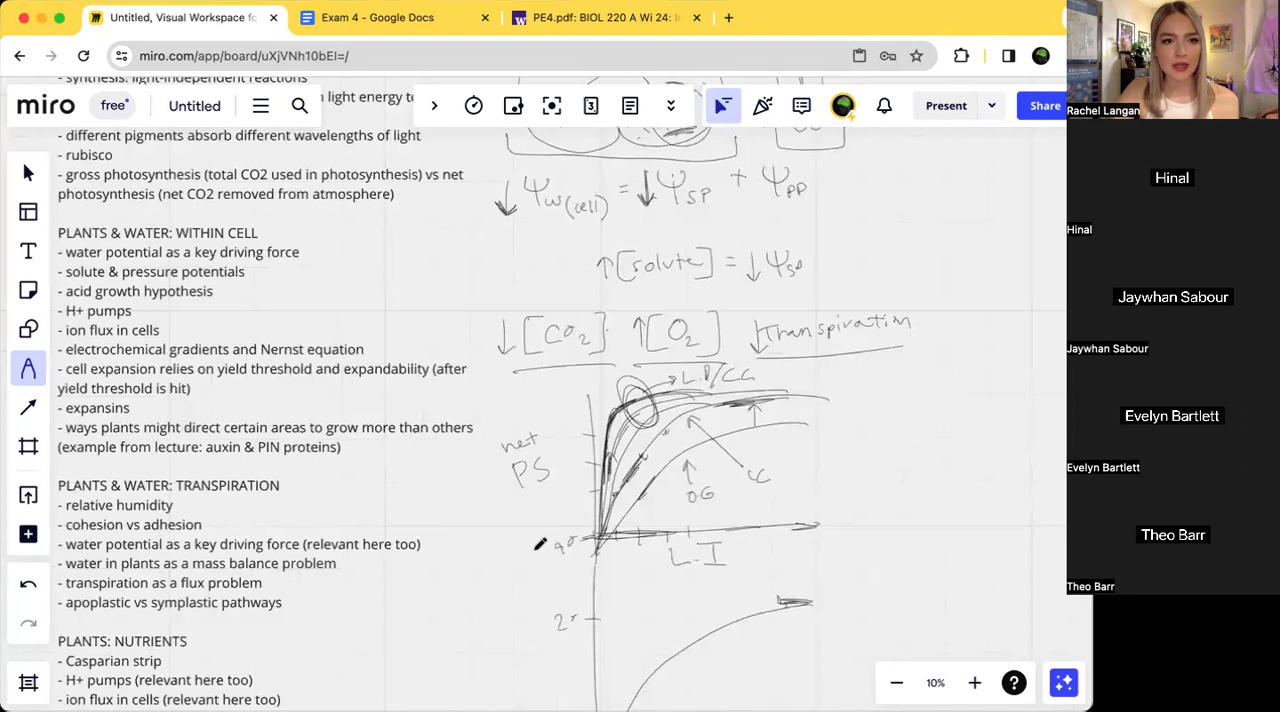 Untitled, Visual Workspace fo
Exam 4 - Google Docs
PE4.pdf: BIOL 220 A Wi 24: I
miro.com/app/board/uXjVNh10bEI=/
miro
free
Untitled
3
Present
Share
synthesis: light-independent reactions
light energy
- different pigments absorb different wavelengths of light
- rubisco
- gross photosynthesis (total CO2 used in photosynthesis) vs net
photosynthesis (net CO2 removed from atmosphere)
PLANTS & WATER: WITHIN CELL
- water potential as a key driving force
- solute & pressure potentials
- acid growth hypothesis
- H+ pumps
- ion flux in cells
- electrochemical gradients and Nernst equation
- cell expansion relies on yield threshold and expandability (after
yield threshold is hit)
- expansins
- ways plants might direct certain areas to grow more than others
(example from lecture: auxin & PIN proteins)
PLANTS & WATER: TRANSPIRATION
- relative humidity
- cohesion vs adhesion
- water potential as a key driving force (relevant here too)
- water in plants as a mass balance problem
- transpiration as a flux problem
- apoplastic vs symplastic pathways
PLANTS: NUTRIENTS
- Casparian strip
- H+ pumps (relevant here too)
- ion flux in cells (relevant here too)
↓ Ψw(cell) = ↓ Ψsp + Ψpp
↑ [solute] = ↓ Ψsp
↓ [CO2] ↑ [O2] ↓ Transpiration
net
PS
CC
OG
L.I
10%
Rachel Langan
Hinal
Hinal
Jaywhan Sabour
Jaywhan Sabour
Evelyn Bartlett
Evelyn Bartlett
Theo Barr
Theo Barr